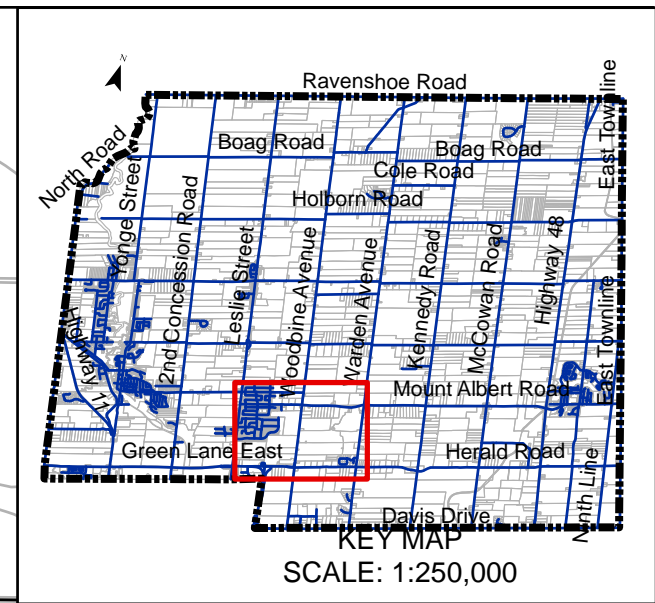 N
Ravenshoe Road
East Townline
North Road
Boag Road
Boag Road
Cole Road
Holborn Road
Yonge Street
2nd Concession Road
Leslie Street
Woodbine Avenue
Warden Avenue
Kennedy Road
McCowan Road
Highway 48
East Townline
Highway 11
Mount Albert Road
Green Lane East
Herald Road
Ninth Line
Davis Drive
KEY MAP
SCALE: 1:250,000